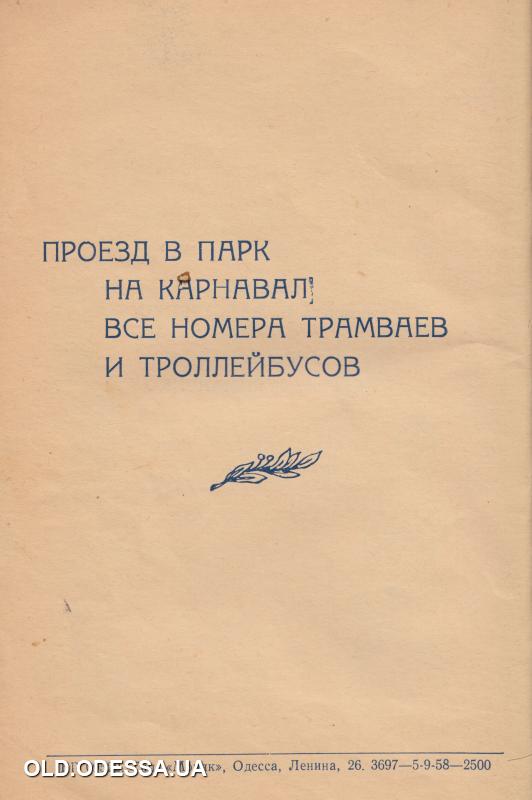 ПРОЕЗД В ПАРК
НА КАРНАВАЛ:
ВСЕ НОМЕРА ТРАМВАЕВ
И ТРОЛЛЕЙБУСОВ
«Маяк», Одесса, Ленина, 26. 3697—5-9-58—2500
OLD.ODESSA.UA